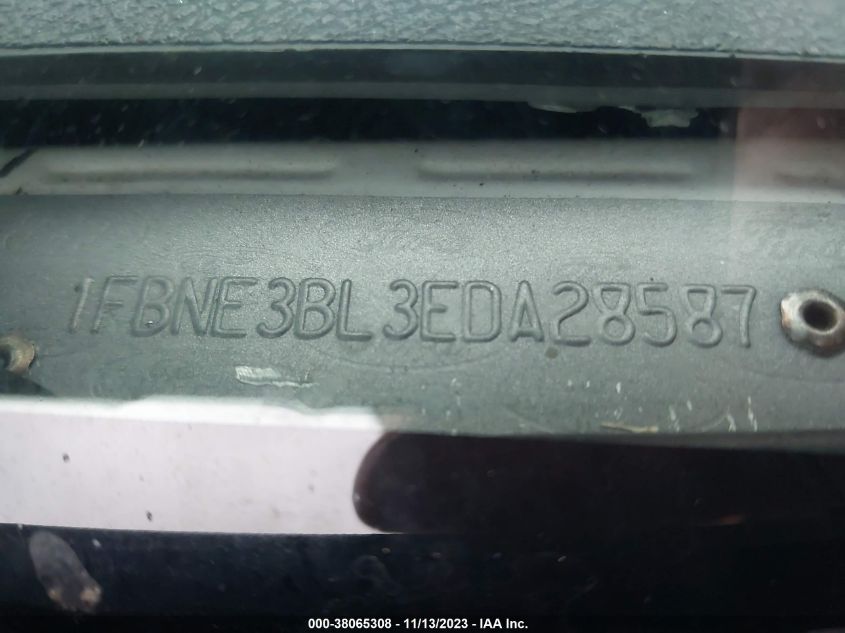 1FBNE3BL3EDA28587
000-38065308 - 11/13/2023 - IAA Inc.